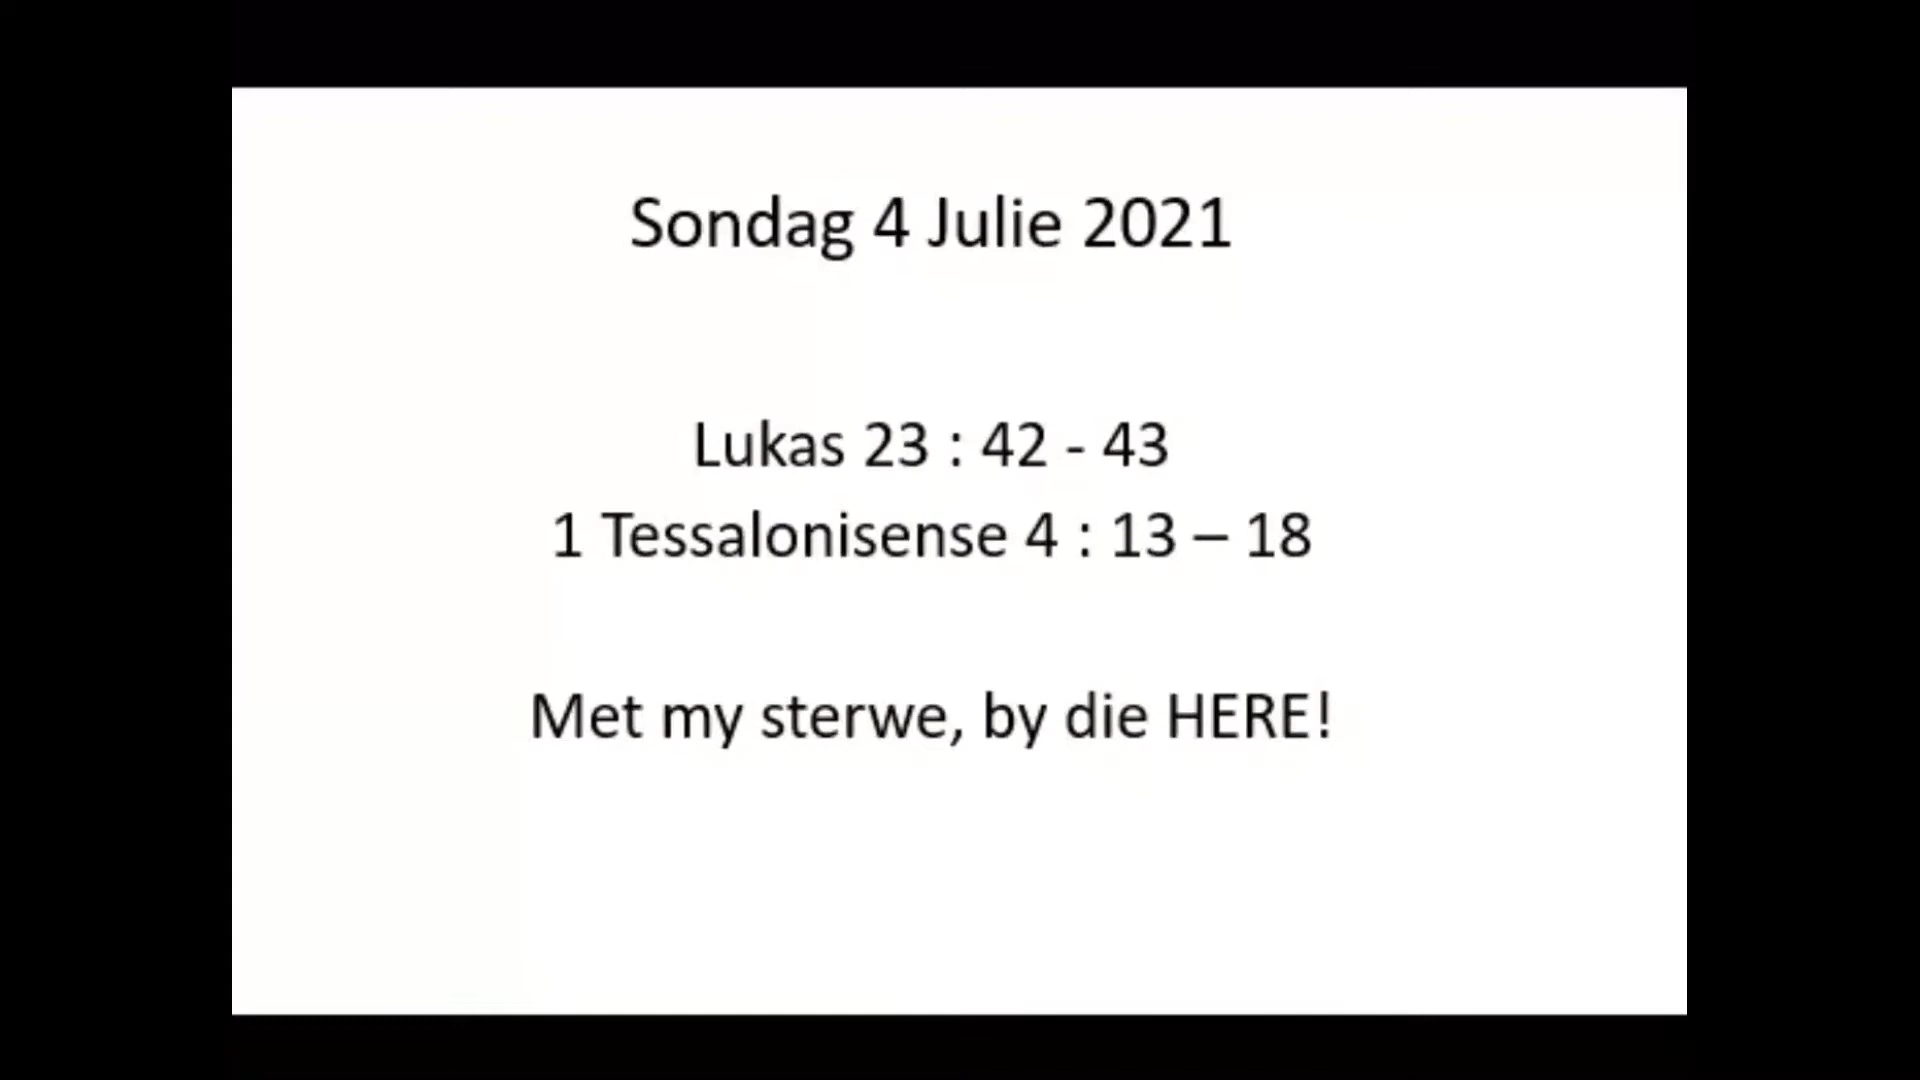 Sondag 4 Julie 2021
Lukas 23 : 42 - 43
1 Tessalonisense 4 : 13 – 18
Met my sterwe, by die HERE!